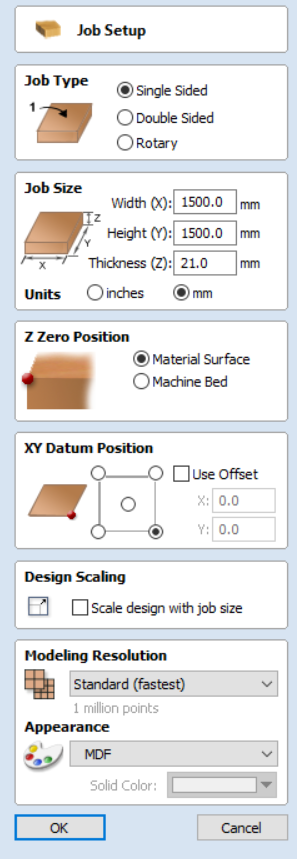 Job Setup
Job Type
1
Single Sided
Double Sided
Rotary
Job Size
Width (X): 1500.0 mm
Height (Y): 1500.0 mm
Thickness (Z): 21.0 mm
Z
Y
X
Units inches mm
Z Zero Position
Material Surface
Machine Bed
XY Datum Position
Use Offset
X: 0.0
Y: 0.0
Design Scaling
Scale design with job size
Modeling Resolution
Standard (fastest)
1 million points
Appearance
MDF
Solid Color:
OK Cancel